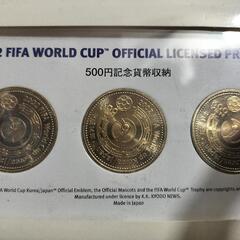 2 FIFA WORLD CUP™ OFFICIAL LICENSED PR
500円記念貨幣収納
A World Cup Korea/Japan™ Official Emblem, the Official Mascots and the FIFA World Cup™ Trophy are copyrights
Manufactured under licence by K.K. KYODO NEWS.
Made in Japan